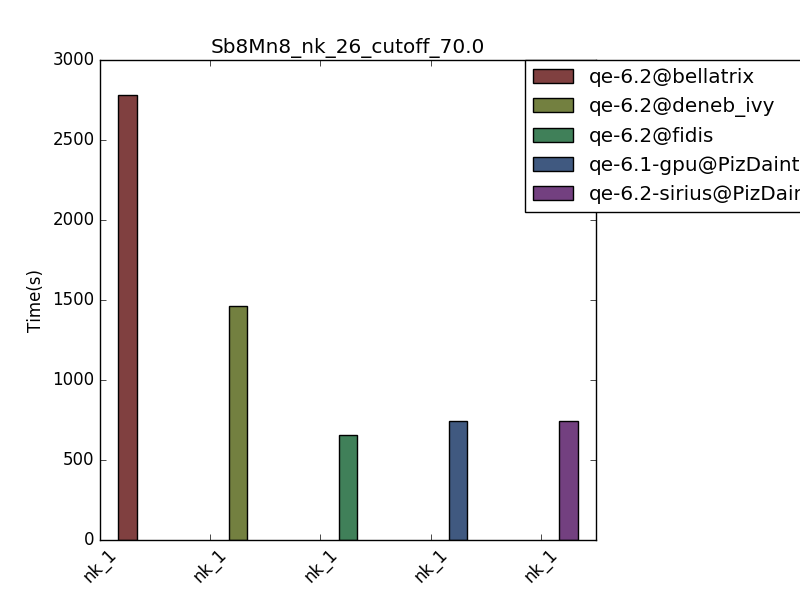 Sb8Mn8_nk_26_cutoff_70.0
3000
2500
2000
1500
1000
500
0
Time(s)
nk_1
nk_1
nk_1
nk_1
nk_1
qe-6.2@bellatrix
qe-6.2@deneb_ivy
qe-6.2@fidis
qe-6.1-gpu@PizDaint
qe-6.2-sirius@PizDain